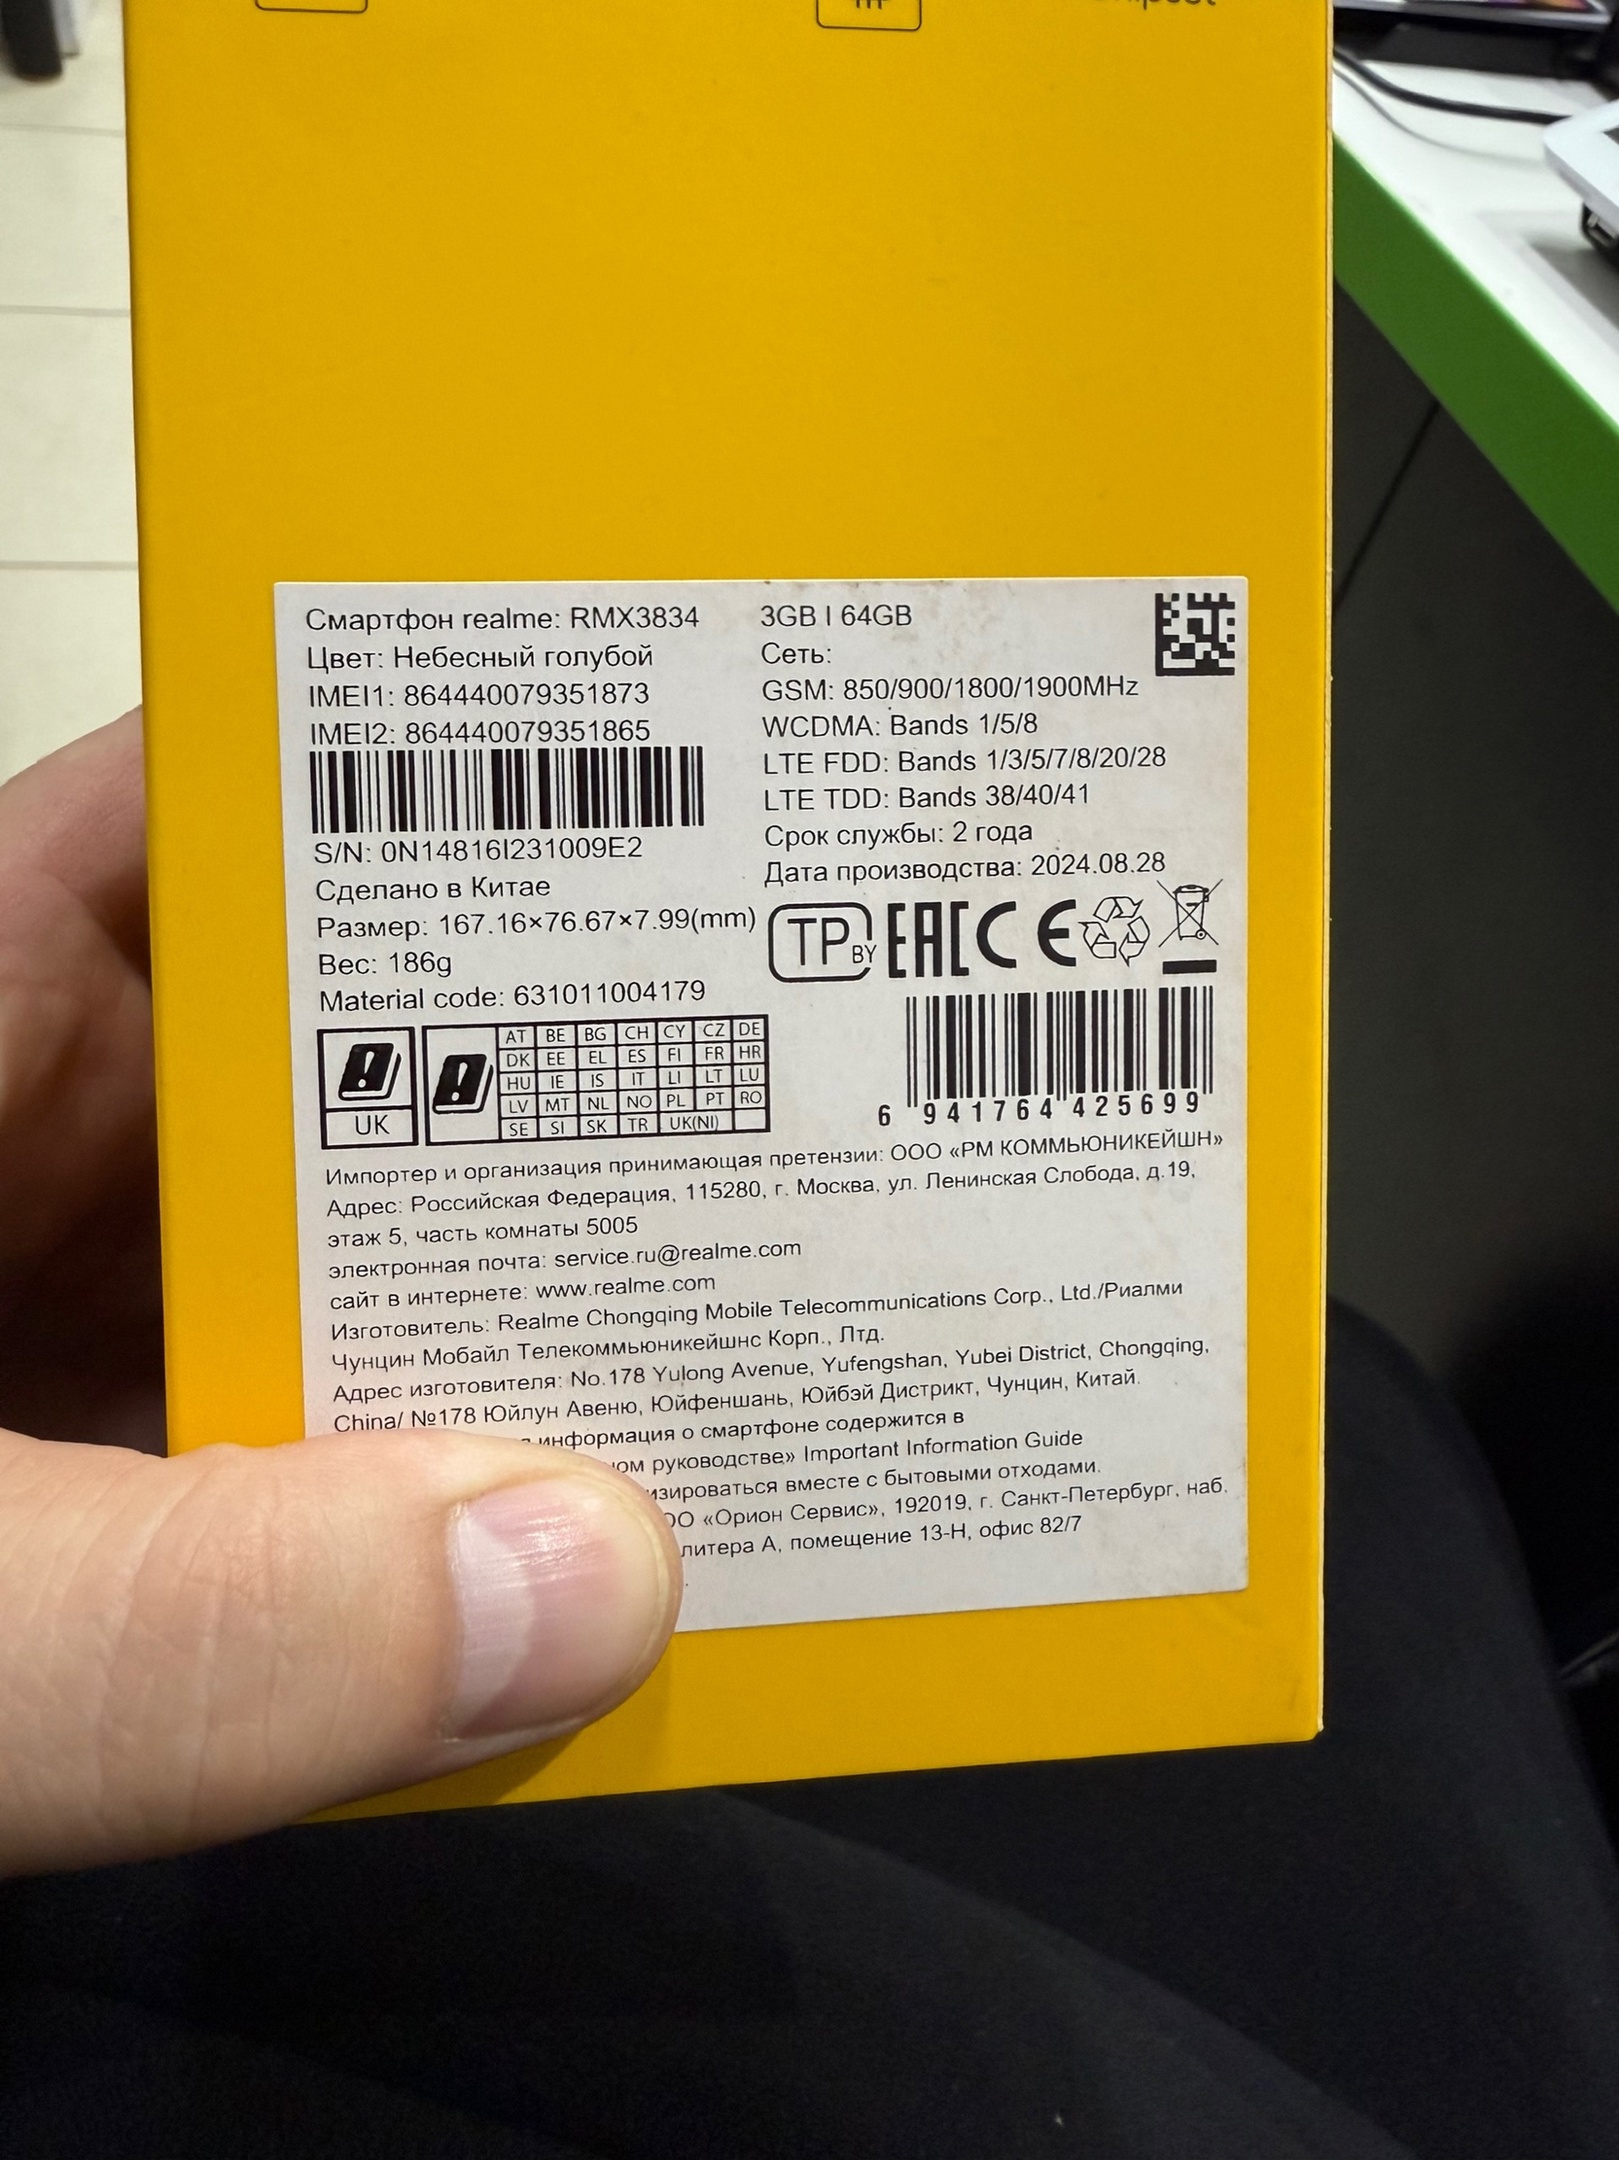 Смартфон realme: RMX3834
Цвет: Небесный голубой
IMEI1: 864440079351873
IMEI2: 864440079351865
S/N: 0N14816I231009E2
Сделано в Китае
Размер: 167.16×76.67×7.99(mm)
Вес: 186g
Material code: 631011004179
3GB I 64GB
Сеть:
GSM: 850/900/1800/1900MHz
WCDMA: Bands 1/5/8
LTE FDD: Bands 1/3/5/7/8/20/28
LTE TDD: Bands 38/40/41
Срок службы: 2 года
Дата производства: 2024.08.28
TP BY EAC CE
UK
AT BE BG CH CY CZ DE
DK EE EL ES FI FR HR
HU IE IS IT LI LT LU
LV MT NL NO PL PT RO
SE SI SK TR UK(NI)
6 941764 425699
Импортер и организация принимающая претензии: ООО «РМ КОММЬЮНИКЕЙШН»
Адрес: Российская Федерация, 115280, г. Москва, ул. Ленинская Слобода, д.19,
этаж 5, часть комнаты 5005
электронная почта: service.ru@realme.com
сайт в интернете: www.realme.com
Изготовитель: Realme Chongqing Mobile Telecommunications Corp., Ltd./Риалми
Чунцин Мобайл Телекоммьюникейшнс Корп., Лтд.
Адрес изготовителя: No.178 Yulong Avenue, Yufengshan, Yubei District, Chongqing,
China/ №178 Юйлун Авеню, Юйфеншань, Юйбэй Дистрикт, Чунцин, Китай.
информация о смартфоне содержится в
руководстве» Important Information Guide
вместе с бытовыми отходами.
«Орион Сервис», 192019, г. Санкт-Петербург, наб.
литера А, помещение 13-Н, офис 82/7